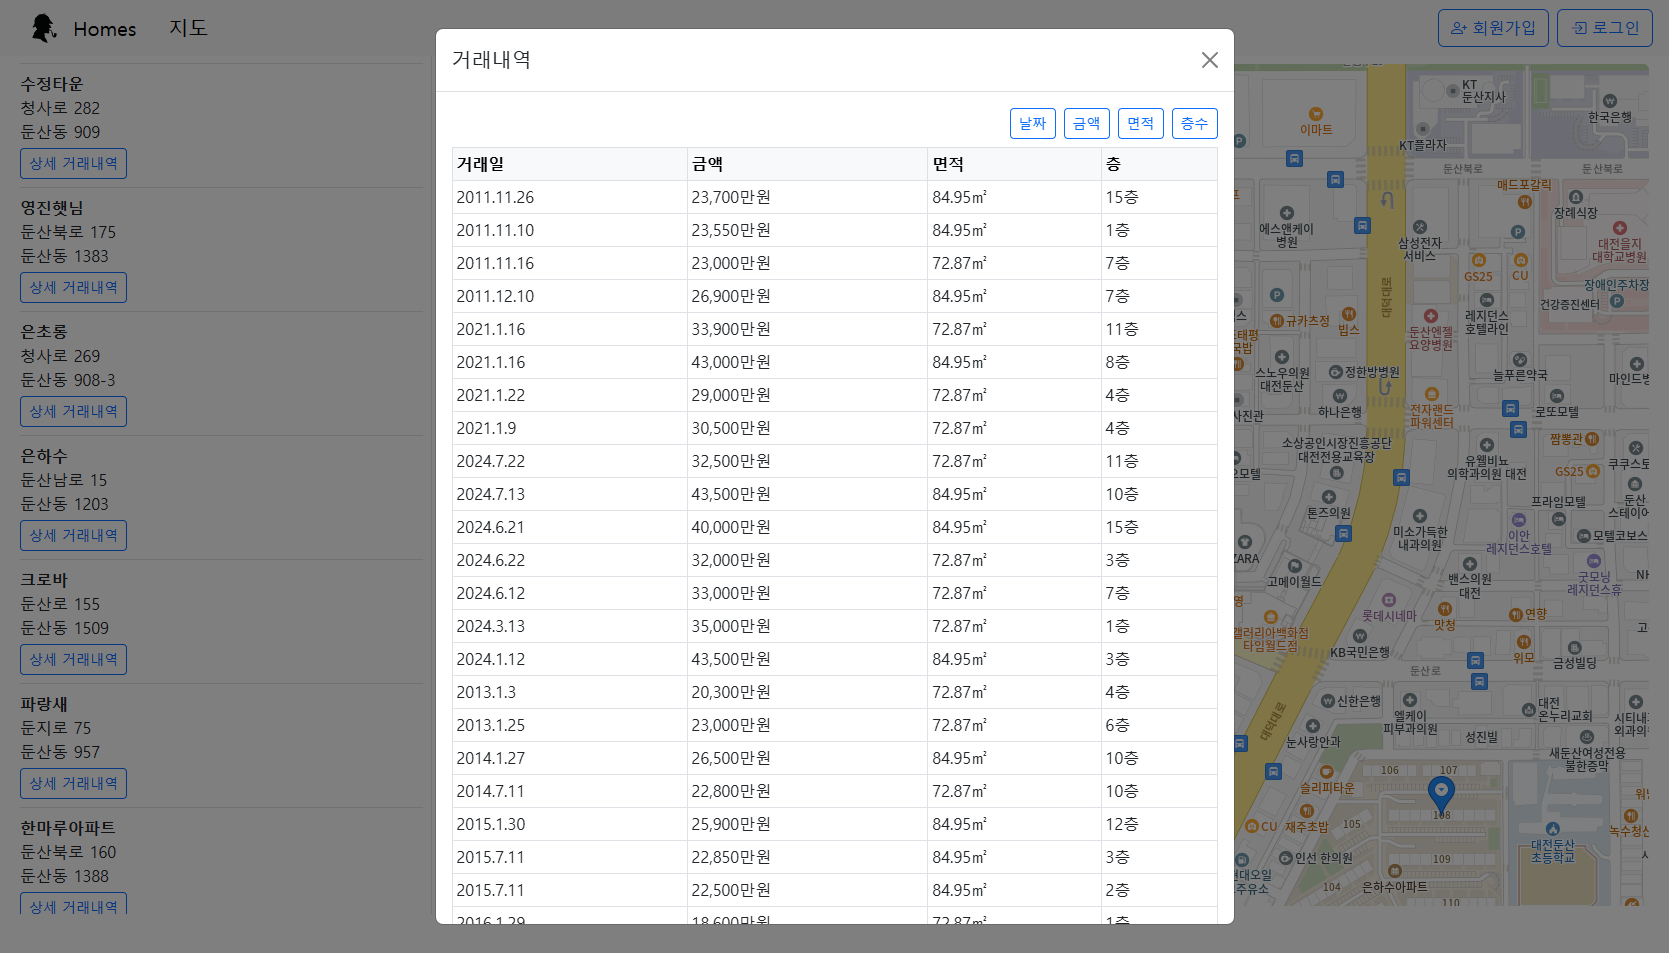 Homes
지도
회원가입
로그인
수정타운
청사로 282
둔산동 909
상세 거래내역
영진햇님
둔산북로 175
둔산동 1383
상세 거래내역
은초롱
청사로 269
둔산동 908-3
상세 거래내역
은하수
둔산남로 15
둔산동 1203
상세 거래내역
크로바
둔산로 155
둔산동 1509
상세 거래내역
파랑새
둔지로 75
둔산동 957
상세 거래내역
한마루아파트
둔산북로 160
둔산동 1388
상세 거래내역
거래내역
날짜 금액 면적 층수
거래일 금액 면적 층
2011.11.26 23,700만원 84.95㎡ 15층
2011.11.10 23,550만원 84.95㎡ 1층
2011.11.16 23,000만원 72.87㎡ 7층
2011.12.10 26,900만원 84.95㎡ 7층
2021.1.16 33,900만원 72.87㎡ 11층
2021.1.16 43,000만원 84.95㎡ 8층
2021.1.22 29,000만원 72.87㎡ 4층
2021.1.9 30,500만원 72.87㎡ 4층
2024.7.22 32,500만원 72.87㎡ 11층
2024.7.13 43,500만원 84.95㎡ 10층
2024.6.21 40,000만원 84.95㎡ 15층
2024.6.22 32,000만원 72.87㎡ 3층
2024.6.12 33,000만원 72.87㎡ 7층
2024.3.13 35,000만원 72.87㎡ 1층
2024.1.12 43,500만원 84.95㎡ 3층
2013.1.3 20,300만원 72.87㎡ 4층
2013.1.25 23,000만원 72.87㎡ 6층
2014.1.27 26,500만원 84.95㎡ 10층
2014.7.11 22,800만원 72.87㎡ 10층
2015.1.30 25,900만원 84.95㎡ 12층
2015.7.11 22,850만원 84.95㎡ 3층
2015.7.11 22,500만원 84.95㎡ 2층
2016.1.29 18,600만원 72.87㎡ 1층
KT
둔산지사
이마트
한국은행
KT플라자
둔산북로
둔산북로
매드포갈릭
장례식장
에스앤케이
병원
삼성전자
서비스
대전을지
대학교병원
GS25
CU
장애인주차장
건강증진센터
대덕대로
규카츠정
빕스
둔산엔젤
요양병원
레지던스
호텔라인
스노우의원
대전둔산
정한방병원
늘푸른약국
하나은행
전자랜드
파워센터
로또모텔
소상공인시장진흥공단
대전전용교육장
짬뽕관
유웰비뇨
의학과의원 대전
GS25
톤즈의원
프라임모텔
둔산
미소가득한
내과의원
이안
레지던스호텔
모텔코보스
ZARA
고메이월드
밴스의원
대전
굿모닝
레지던스휴
롯데시네마
맛청
연향
갤러리아백화점
타임월드점
KB국민은행
위모
금성빌딩
둔산로
신한은행
엘케이
피부과의원
대전
온누리교회
대덕대로
눈사랑안과
성진빌
새둔산여성전용
불한증막
106
107
슬리피타운
108
CU
재주초밥
105
대전둔산
초등학교
인선 한의원
109
104
은하수아파트
110